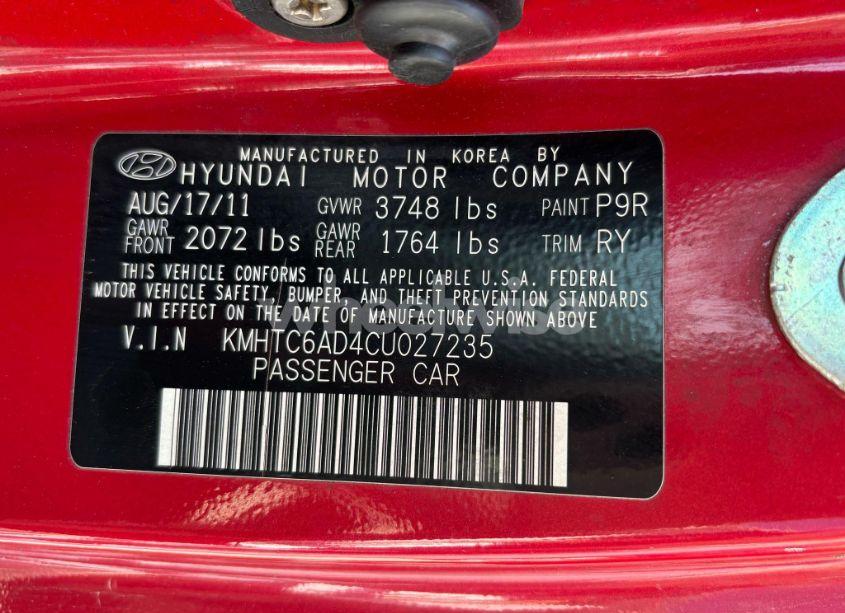 MANUFACTURED IN KOREA BY
HYUNDAI MOTOR COMPANY
AUG/17/11 GVWR 3748 lbs PAINT P9R
GAWR FRONT 2072 lbs GAWR REAR 1764 lbs TRIM RY
THIS VEHICLE CONFORMS TO ALL APPLICABLE U.S.A. FEDERAL
MOTOR VEHICLE SAFETY, BUMPER, AND THEFT PREVENTION STANDARDS
IN EFFECT ON THE DATE OF MANUFACTURE SHOWN ABOVE
V.I.N KMHTC6AD4CU027235
PASSENGER CAR